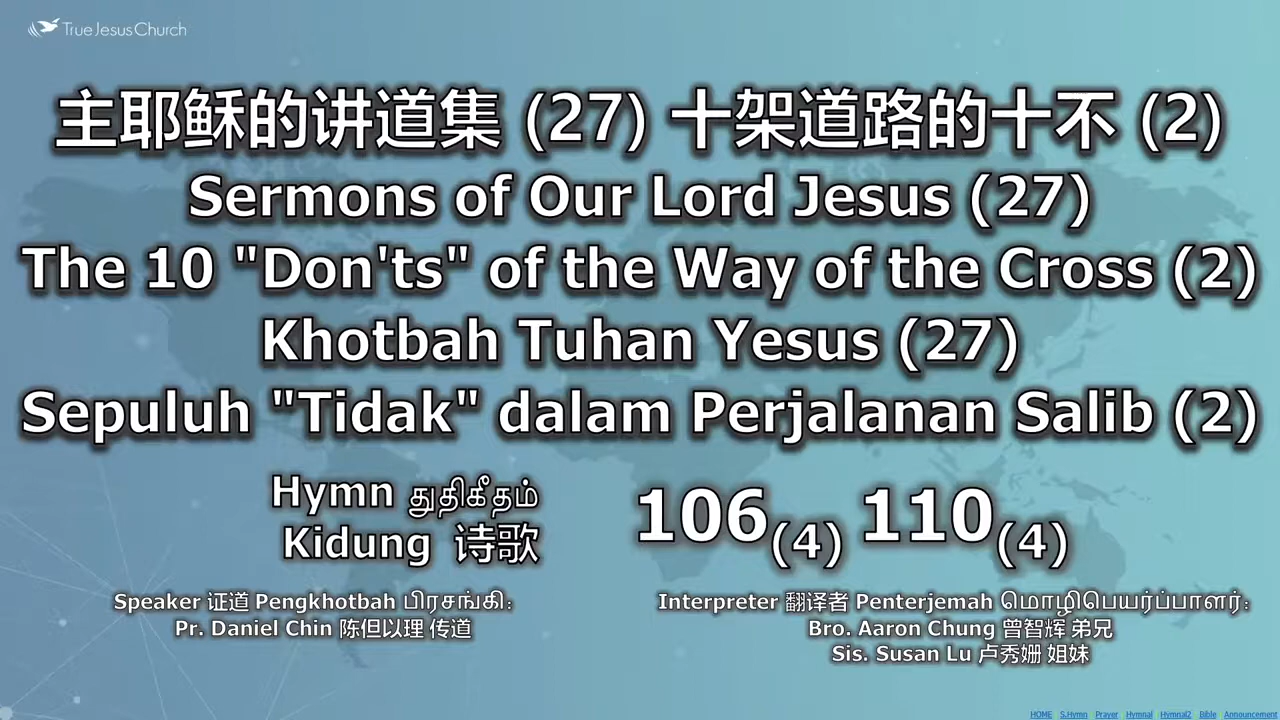 True Jesus Church
主耶稣的讲道集 (27) 十架道路的十不 (2)
Sermons of Our Lord Jesus (27)
The 10 "Don'ts" of the Way of the Cross (2)
Khotbah Tuhan Yesus (27)
Sepuluh "Tidak" dalam Perjalanan Salib (2)
Hymn துதிகீதம்
Kidung 诗歌
106(4) 110(4)
Speaker 证道 Pengkhotbah பிரசங்கி:
Pr. Daniel Chin 陈但以理 传道
Interpreter 翻译者 Penterjemah மொழிபெயர்ப்பாளர்:
Bro. Aaron Chung 曾智辉 弟兄
Sis. Susan Lu 卢秀姗 姐妹
HOME S.Hymn Prayer Hymnal Hymnal2 Bible Announcement